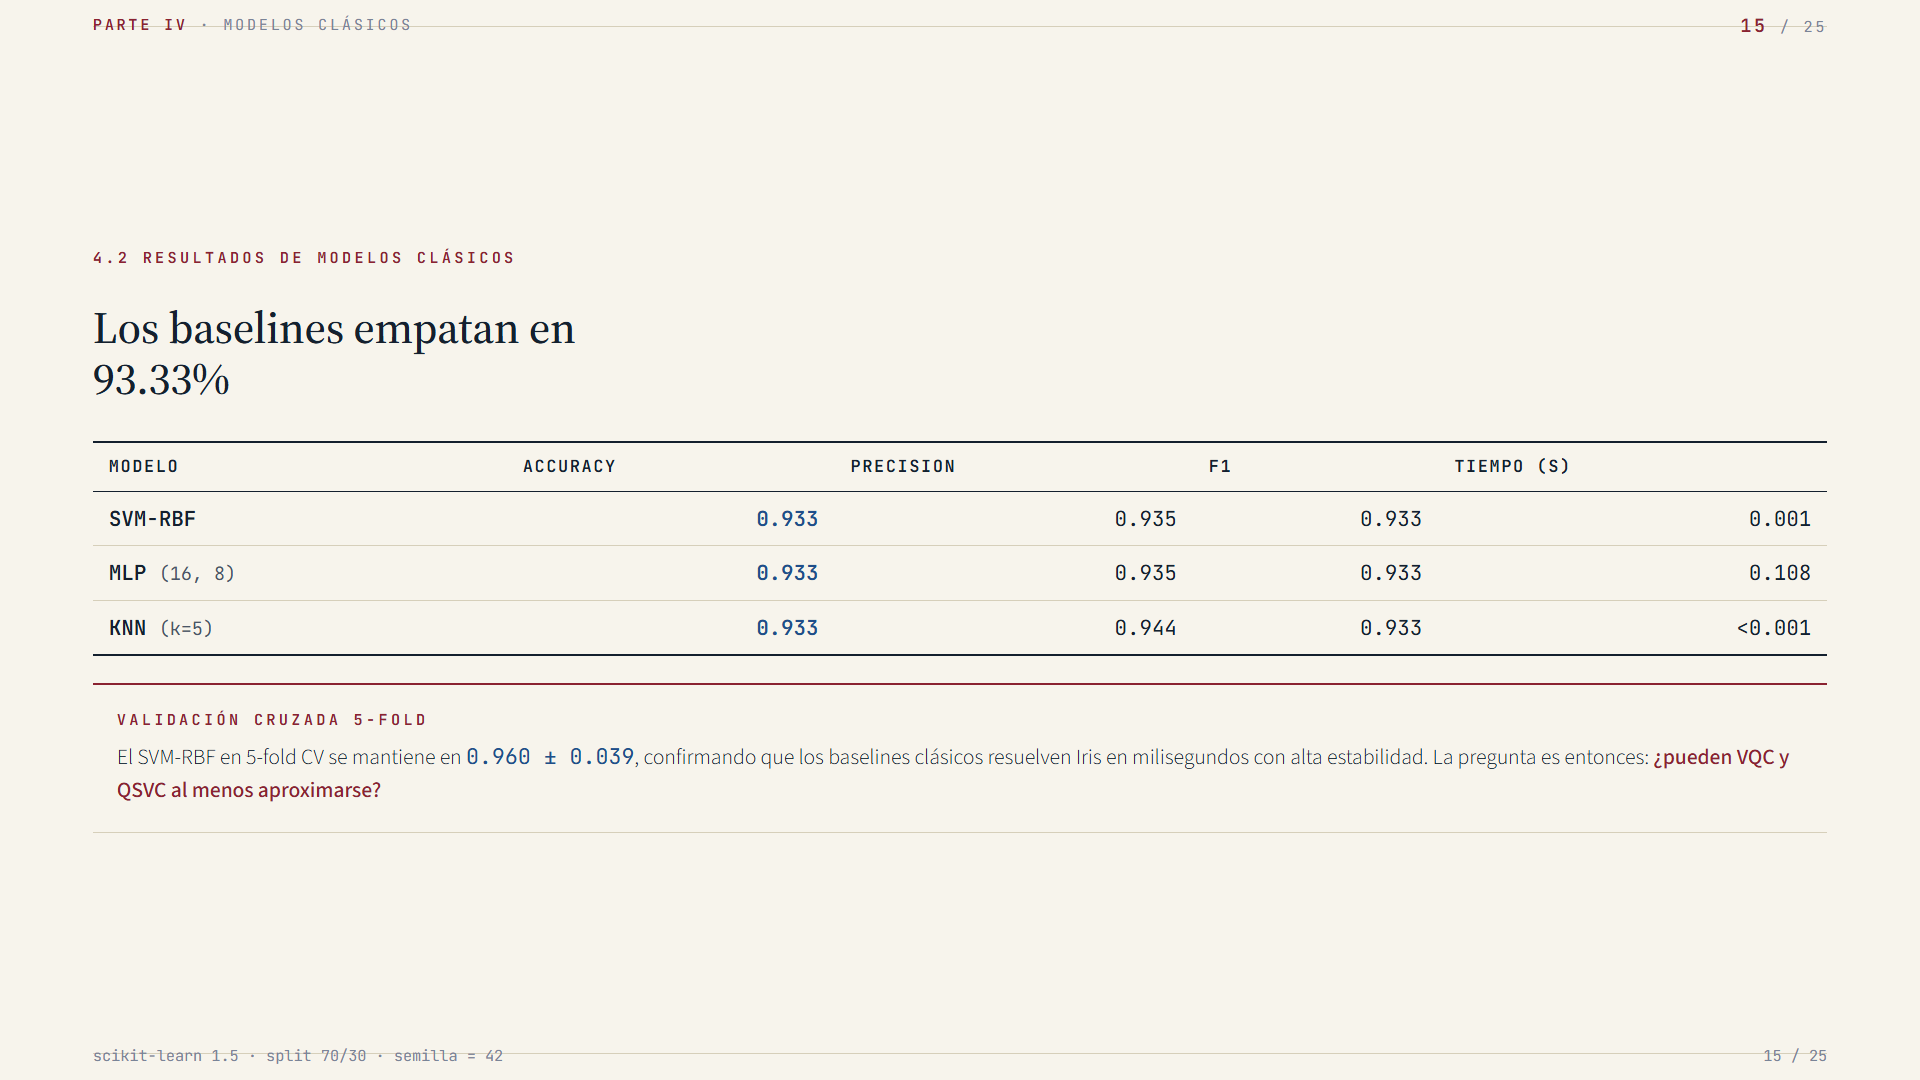 PARTE IV · MODELOS CLÁSICOS
15 / 25
4.2 RESULTADOS DE MODELOS CLÁSICOS
Los baselines empatan en
93.33%
MODELO ACCURACY PRECISION F1 TIEMPO (S)
SVM-RBF 0.933 0.935 0.933 0.001
MLP (16, 8) 0.933 0.935 0.933 0.108
KNN (k=5) 0.933 0.944 0.933 <0.001
VALIDACIÓN CRUZADA 5-FOLD
El SVM-RBF en 5-fold CV se mantiene en 0.960 ± 0.039, confirmando que los baselines clásicos resuelven Iris en milisegundos con alta estabilidad. La pregunta es entonces: ¿pueden VQC y
QSVC al menos aproximarse?
scikit-learn 1.5 · split 70/30 · semilla = 42
15 / 25